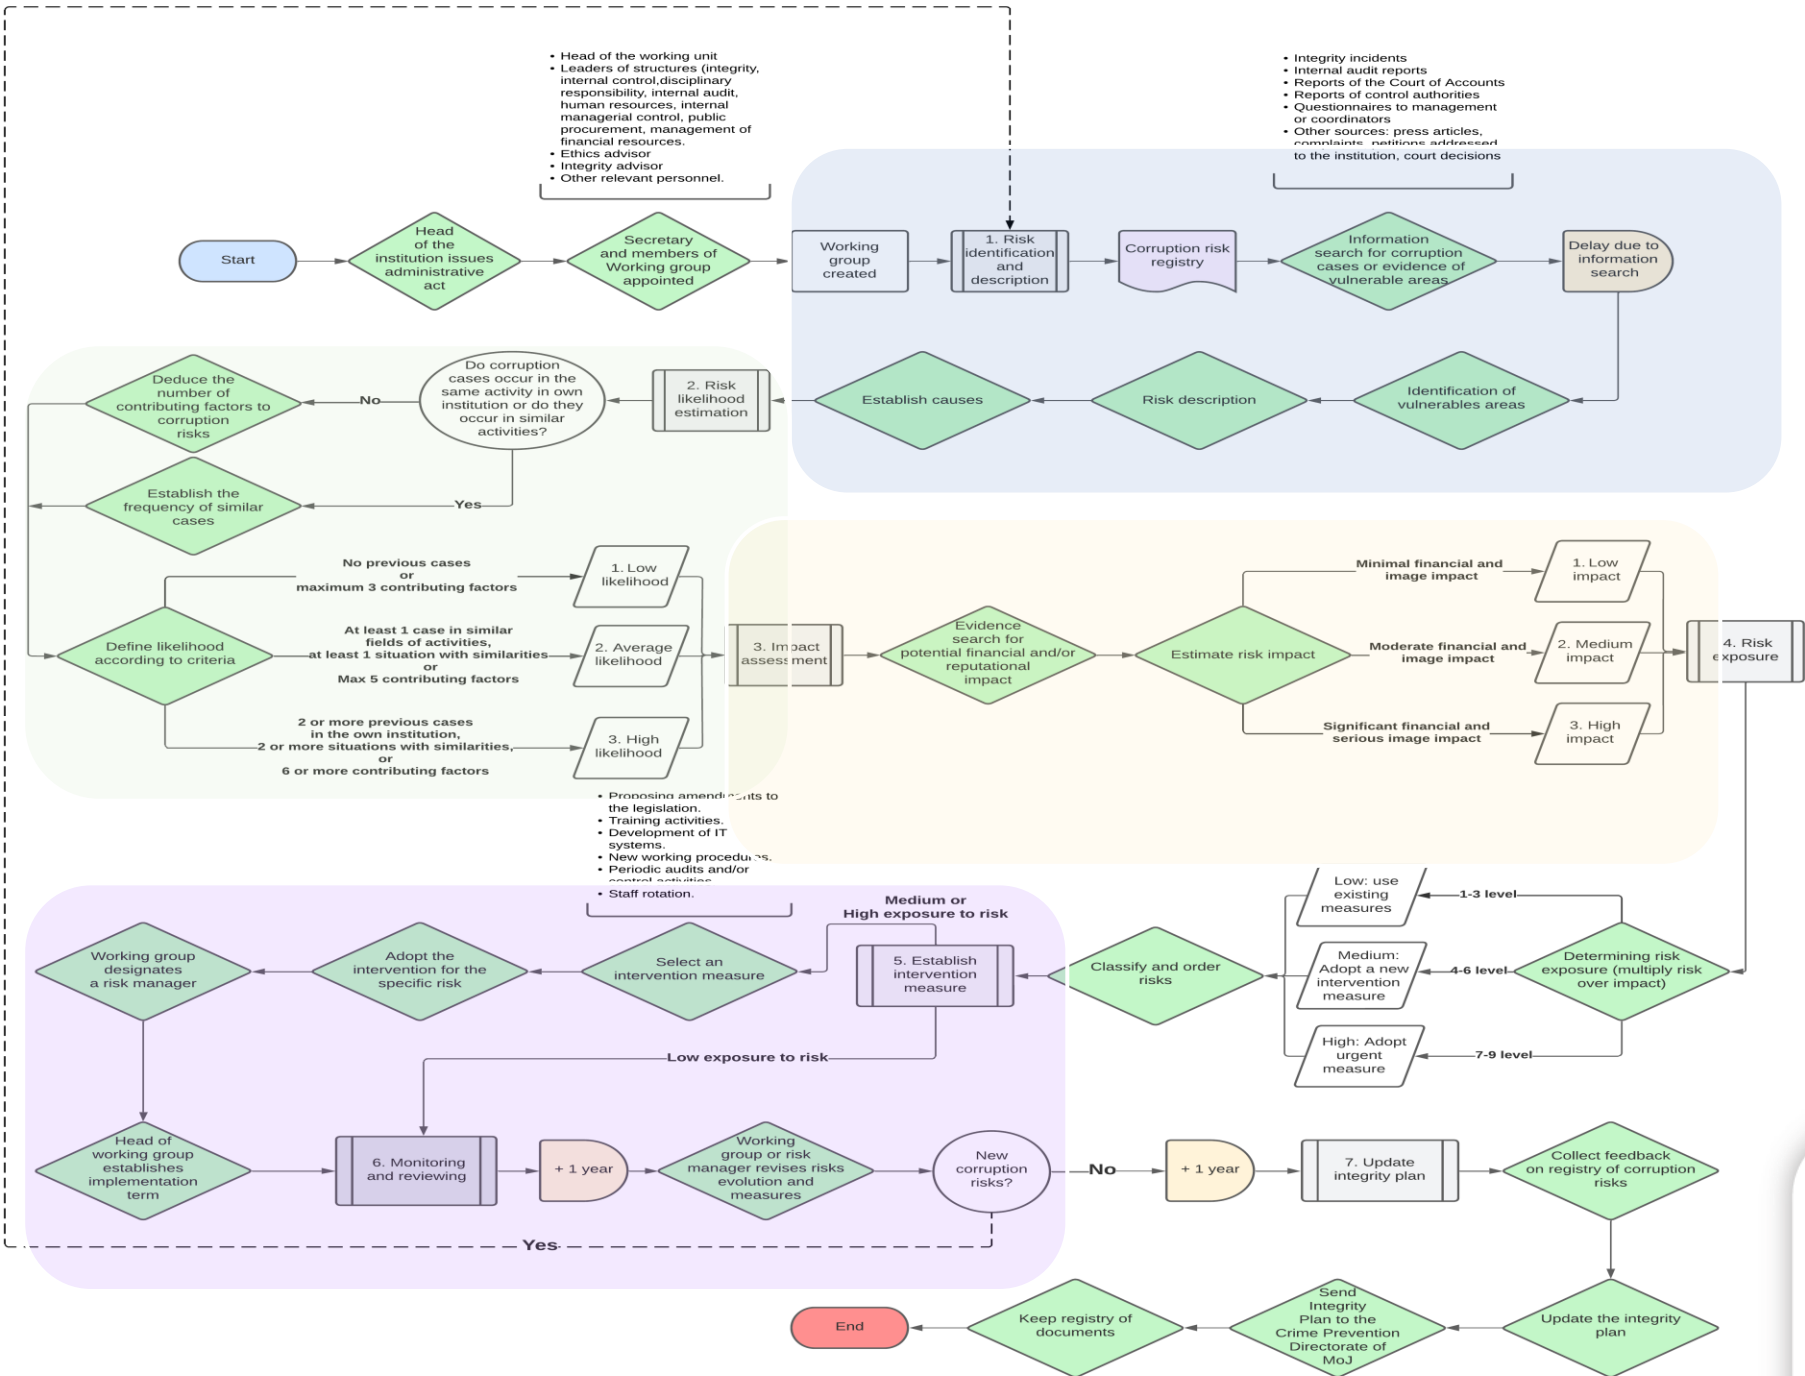 • Head of the working unit
• Leaders of structures (integrity,
internal control,disciplinary
responsibility, internal audit,
human resources, internal
managerial control, public
procurement, management of
financial resources.
• Ethics advisor
• Integrity advisor
• Other relevant personnel.
• Integrity incidents
• Internal audit reports
• Reports of the Court of Accounts
• Reports of control authorities
• Questionnaires to management
or coordinators
• Other sources: press articles,
complaints, petitions addressed
to the institution, court decisions
Start
Head
of the
institution issues
administrative
act
Secretary
and members of
Working group
appointed
Working
group
created
1. Risk
identification
and
description
Corruption risk
registry
Information
search for corruption
cases or evidence of
vulnerable areas
Delay due to
information
search
Deduce the
number of
contributing factors to
corruption
risks
No
Do corruption
cases occur in the
same activity in own
institution or do they
occur in similar
activities?
2. Risk
likelihood
estimation
Establish causes
Risk description
Identification of
vulnerables areas
Establish the
frequency of similar
cases
Yes
No previous cases
or
maximum 3 contributing factors
1. Low
likelihood
Define likelihood
according to criteria
At least 1 case in similar
fields of activities,
at least 1 situation with similarities
or
Max 5 contributing factors
2. Average
likelihood
2 or more previous cases
in the own institution,
2 or more situations with similarities,
or
6 or more contributing factors
3. High
likelihood
3. Impact
assessment
Evidence
search for
potential financial and/or
reputational
impact
Estimate risk impact
Minimal financial and
image impact
1. Low
impact
Moderate financial and
image impact
2. Medium
impact
Significant financial and
serious image impact
3. High
impact
4. Risk
exposure
• Proposing amendments to
the legislation.
• Training activities.
• Development of IT
systems.
• New working procedures.
• Periodic audits and/or
control activities
• Staff rotation.
Working group
designates
a risk manager
Adopt the
intervention for the
specific risk
Select an
intervention measure
Medium or
High exposure to risk
5. Establish
intervention
measure
Classify and order
risks
Low: use
existing
measures
1-3 level
Medium:
Adopt a new
intervention
measure
4-6 level
Determining risk
exposure (multiply risk
over impact)
High: Adopt
urgent
measure
7-9 level
Low exposure to risk
Head of
working group
establishes
implementation
term
6. Monitoring
and reviewing
+ 1 year
Working
group or risk
manager revises risks
evolution and
measures
New
corruption
risks?
No
+ 1 year
7. Update
integrity plan
Collect feedback
on registry of corruption
risks
Yes
End
Keep registry of
documents
Send
Integrity
Plan to the
Crime Prevention
Directorate of
MoJ
Update the integrity
plan